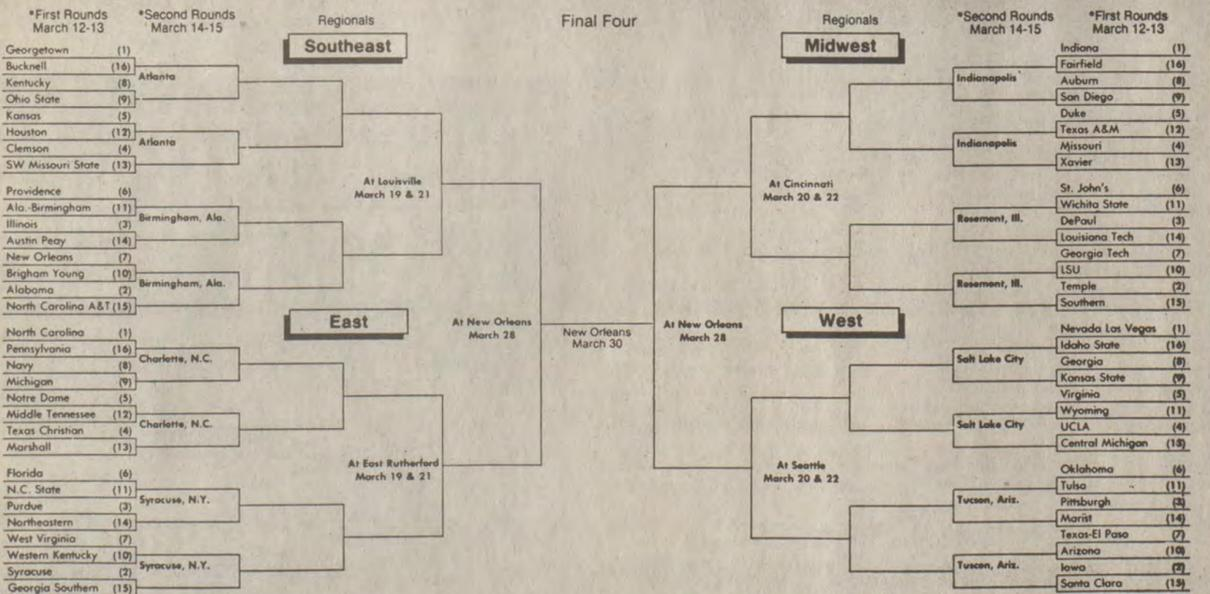 *First Rounds
March 12-13
*Second Rounds
March 14-15
Regionals
Final Four
Regionals
*Second Rounds
March 14-15
*First Rounds
March 12-13
Southeast
Georgetown (1)
Bucknell (16)
Kentucky (8)
Ohio State (9)
Kansas (5)
Houston (12)
Clemson (4)
SW Missouri State (13)
Atlanta
Atlanta
Providence (6)
Ala.-Birmingham (11)
Illinois (3)
Austin Peay (14)
New Orleans (7)
Brigham Young (10)
Alabama (2)
North Carolina A&T (15)
Birmingham, Ala.
Birmingham, Ala.
At Louisville
March 19 & 21
East
North Carolina (1)
Pennsylvania (16)
Navy (8)
Michigan (9)
Notre Dame (5)
Middle Tennessee (12)
Texas Christian (4)
Marshall (13)
Charlotte, N.C.
Charlotte, N.C.
Florida (6)
N.C. State (11)
Purdue (3)
Northeastern (14)
West Virginia (7)
Western Kentucky (10)
Syracuse (2)
Georgia Southern (15)
Syracuse, N.Y.
Syracuse, N.Y.
At East Rutherford
March 19 & 21
At New Orleans
March 28
New Orleans
March 30
At New Orleans
March 28
Midwest
Indiana (1)
Fairfield (16)
Auburn (8)
San Diego (9)
Duke (5)
Texas A&M (12)
Missouri (4)
Xavier (13)
Indianapolis
Indianapolis
St. John's (6)
Wichita State (11)
DePaul (3)
Louisiana Tech (14)
Georgia Tech (7)
LSU (10)
Temple (2)
Southern (15)
Rosemont, Ill.
Rosemont, Ill.
At Cincinnati
March 20 & 22
West
Nevada Las Vegas (1)
Idaho State (16)
Georgia (8)
Kansas State (9)
Virginia (5)
Wyoming (11)
UCLA (4)
Central Michigan (13)
Salt Lake City
Salt Lake City
Oklahoma (6)
Tulsa (11)
Pittsburgh (3)
Marist (14)
Texas-El Paso (7)
Arizona (10)
Iowa (2)
Santa Clara (15)
Tucson, Ariz.
Tucson, Ariz.
At Seattle
March 20 & 22